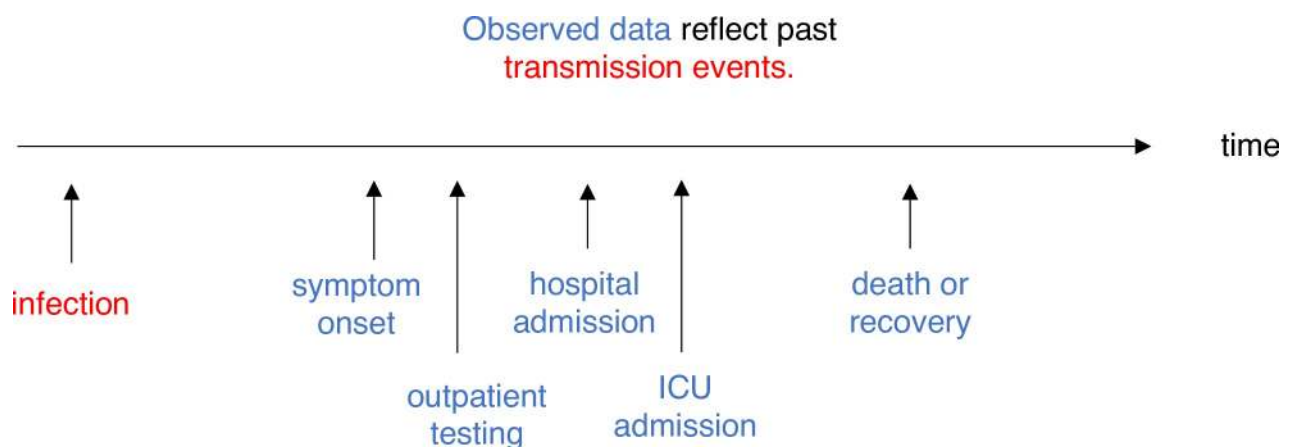 Observed data reflect past
transmission events.
time
infection
symptom
onset
outpatient
testing
hospital
admission
ICU
admission
death or
recovery